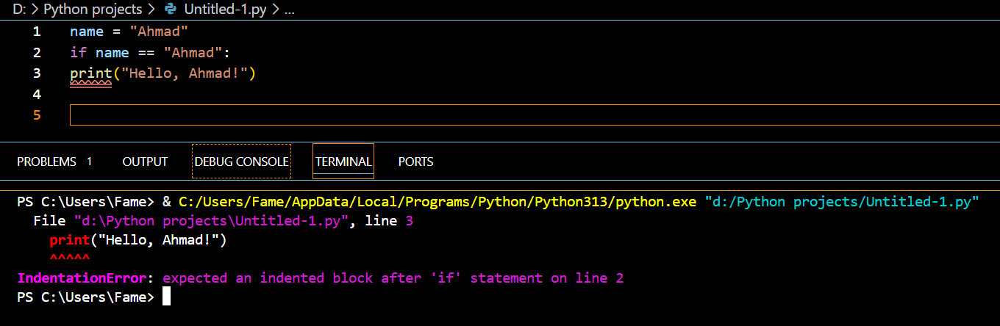 D: > Python projects > Untitled-1.py > ...
1 name = "Ahmad"
2 if name == "Ahmad":
3 print("Hello, Ahmad!")
4
5
PROBLEMS 1 OUTPUT DEBUG CONSOLE TERMINAL PORTS
PS C:\Users\Fame> & C:/Users/Fame/AppData/Local/Programs/Python/Python313/python.exe "d:/Python projects/Untitled-1.py"
File "d:\Python projects\Untitled-1.py", line 3
print("Hello, Ahmad!")
^^^^^
IndentationError: expected an indented block after 'if' statement on line 2
PS C:\Users\Fame>